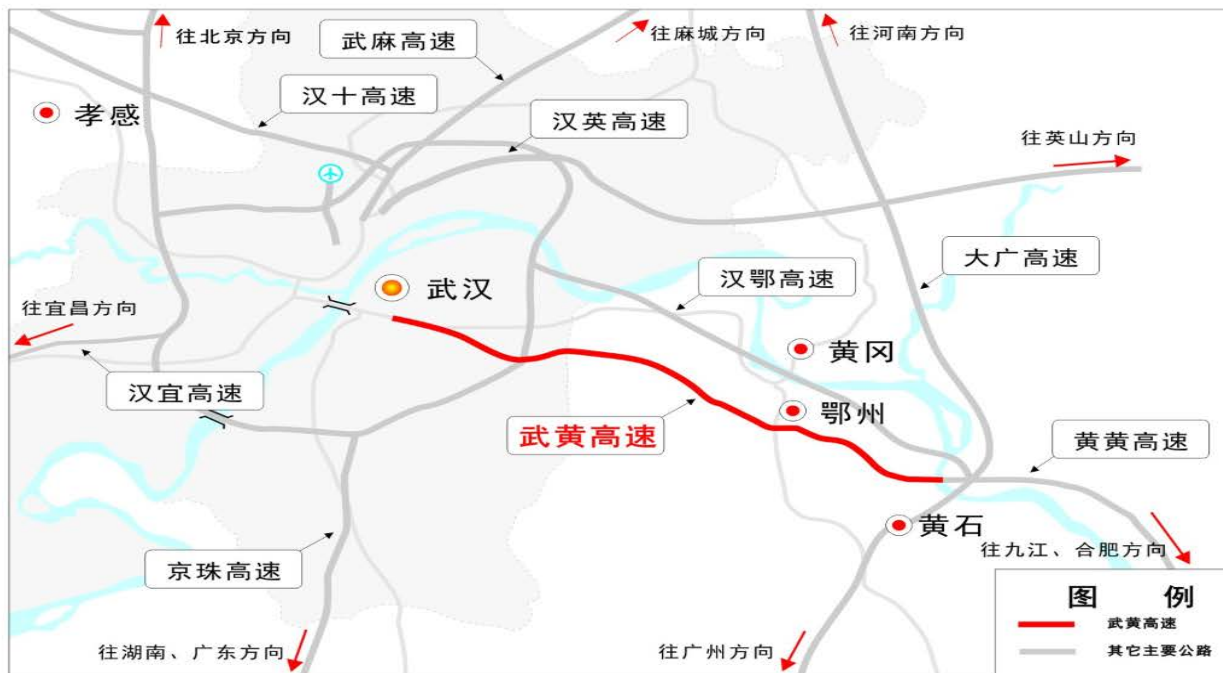 往北京方向
武麻高速
往麻城方向
往河南方向
汉十高速
孝感
汉英高速
往英山方向
大广高速
武汉
汉鄂高速
往宜昌方向
黄冈
汉宜高速
鄂州
武黄高速
黄黄高速
黄石
往九江、合肥方向
京珠高速
往湖南、广东方向
往广州方向
图 例
武黄高速
其它主要公路